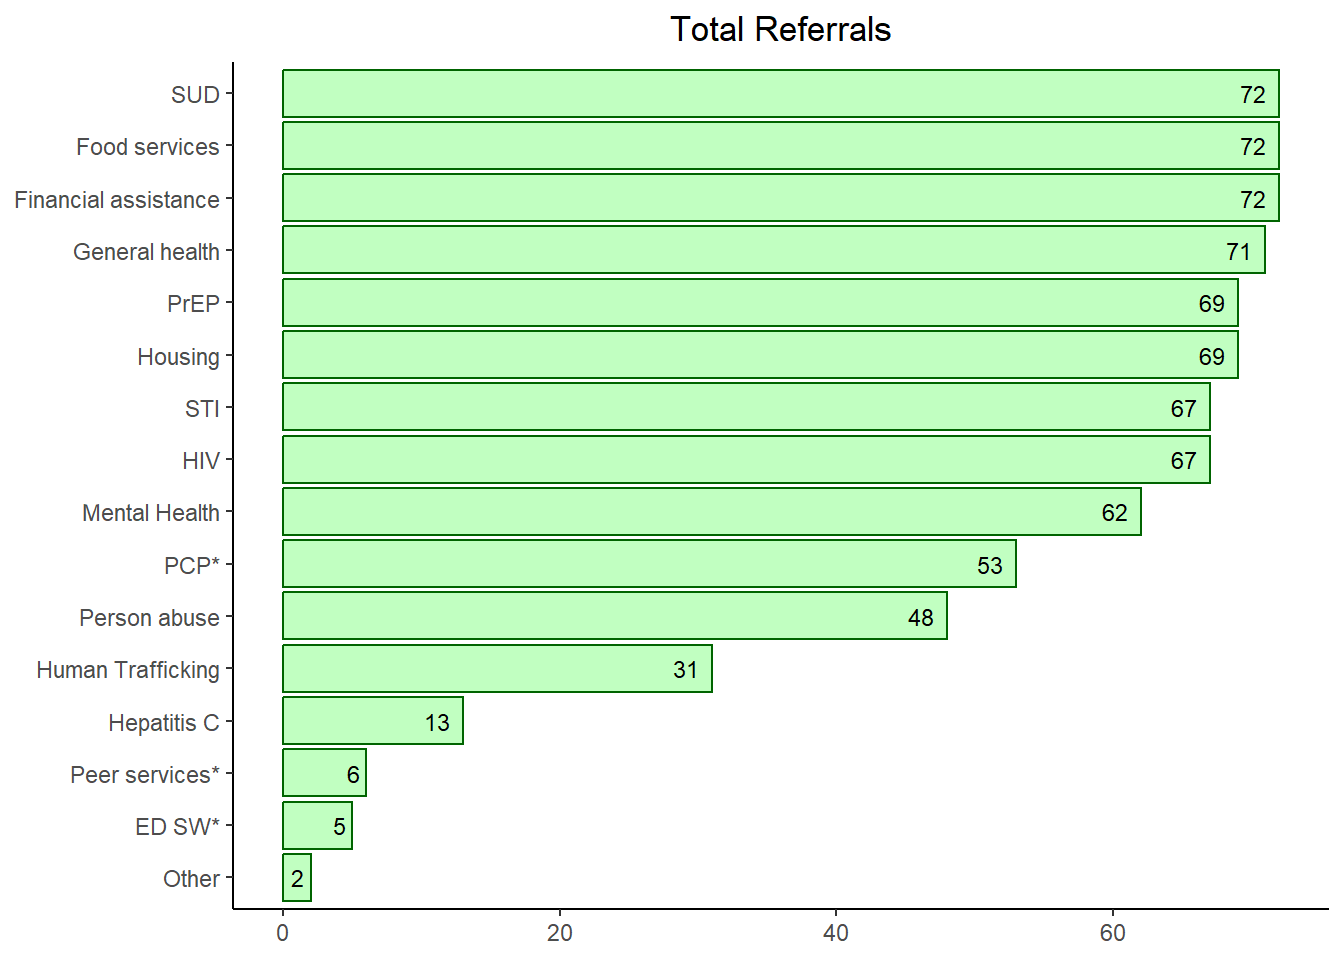 Total Referrals
SUD 72
Food services 72
Financial assistance 72
General health 71
PrEP 69
Housing 69
STI 67
HIV 67
Mental Health 62
PCP* 53
Person abuse 48
Human Trafficking 31
Hepatitis C 13
Peer services* 6
ED SW* 5
Other 2
0 20 40 60